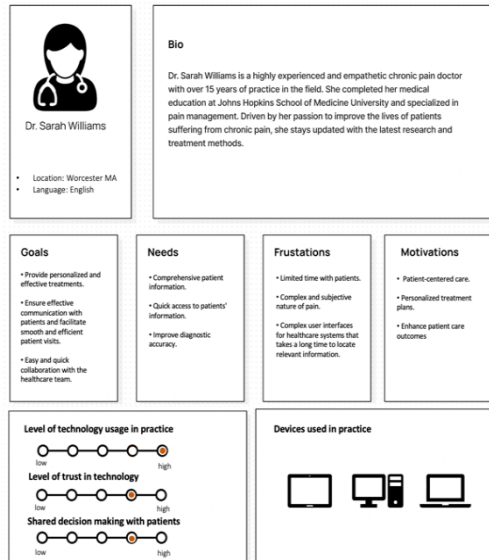 Dr. Sarah Williams
• Location: Worcester MA
• Language: English
Bio
Dr. Sarah Williams is a highly experienced and empathetic chronic pain doctor
with over 15 years of practice in the field. She completed her medical
education at Johns Hopkins School of Medicine University and specialized in
pain management. Driven by her passion to improve the lives of patients
suffering from chronic pain, she stays updated with the latest research and
treatment methods.
Goals
• Provide personalized and
effective treatments.
• Ensure effective
communication with
patients and facilitate
smooth and efficient
patient visits.
• Easy and quick
collaboration with the
healthcare team.
Needs
• Comprehensive patient
information.
• Quick access to patients'
information.
• Improve diagnostic
accuracy.
Frustations
• Limited time with patients.
• Complex and subjective
nature of pain.
• Complex user interfaces
for healthcare systems that
takes a long time to locate
relevant information.
Motivations
• Patient-centered care.
• Personalized treatment
plans.
• Enhance patient care
outcomes
Level of technology usage in practice
low high
Level of trust in technology
low high
Shared decision making with patients
low high
Devices used in practice